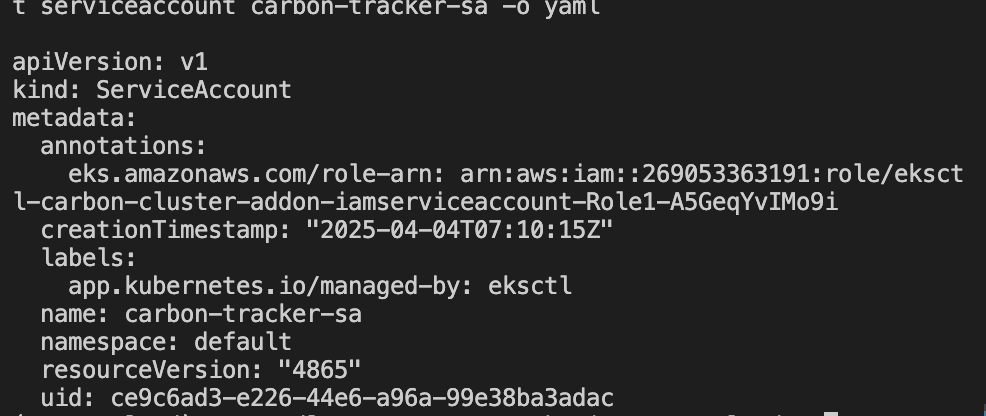 t serviceaccount carbon-tracker-sa -o yaml
apiVersion: v1
kind: ServiceAccount
metadata:
  annotations:
    eks.amazonaws.com/role-arn: arn:aws:iam::269053363191:role/eksct
l-carbon-cluster-addon-iamserviceaccount-Role1-A5GeqYvIMo9i
  creationTimestamp: "2025-04-04T07:10:15Z"
  labels:
    app.kubernetes.io/managed-by: eksctl
  name: carbon-tracker-sa
  namespace: default
  resourceVersion: "4865"
  uid: ce9c6ad3-e226-44e6-a96a-99e38ba3adac